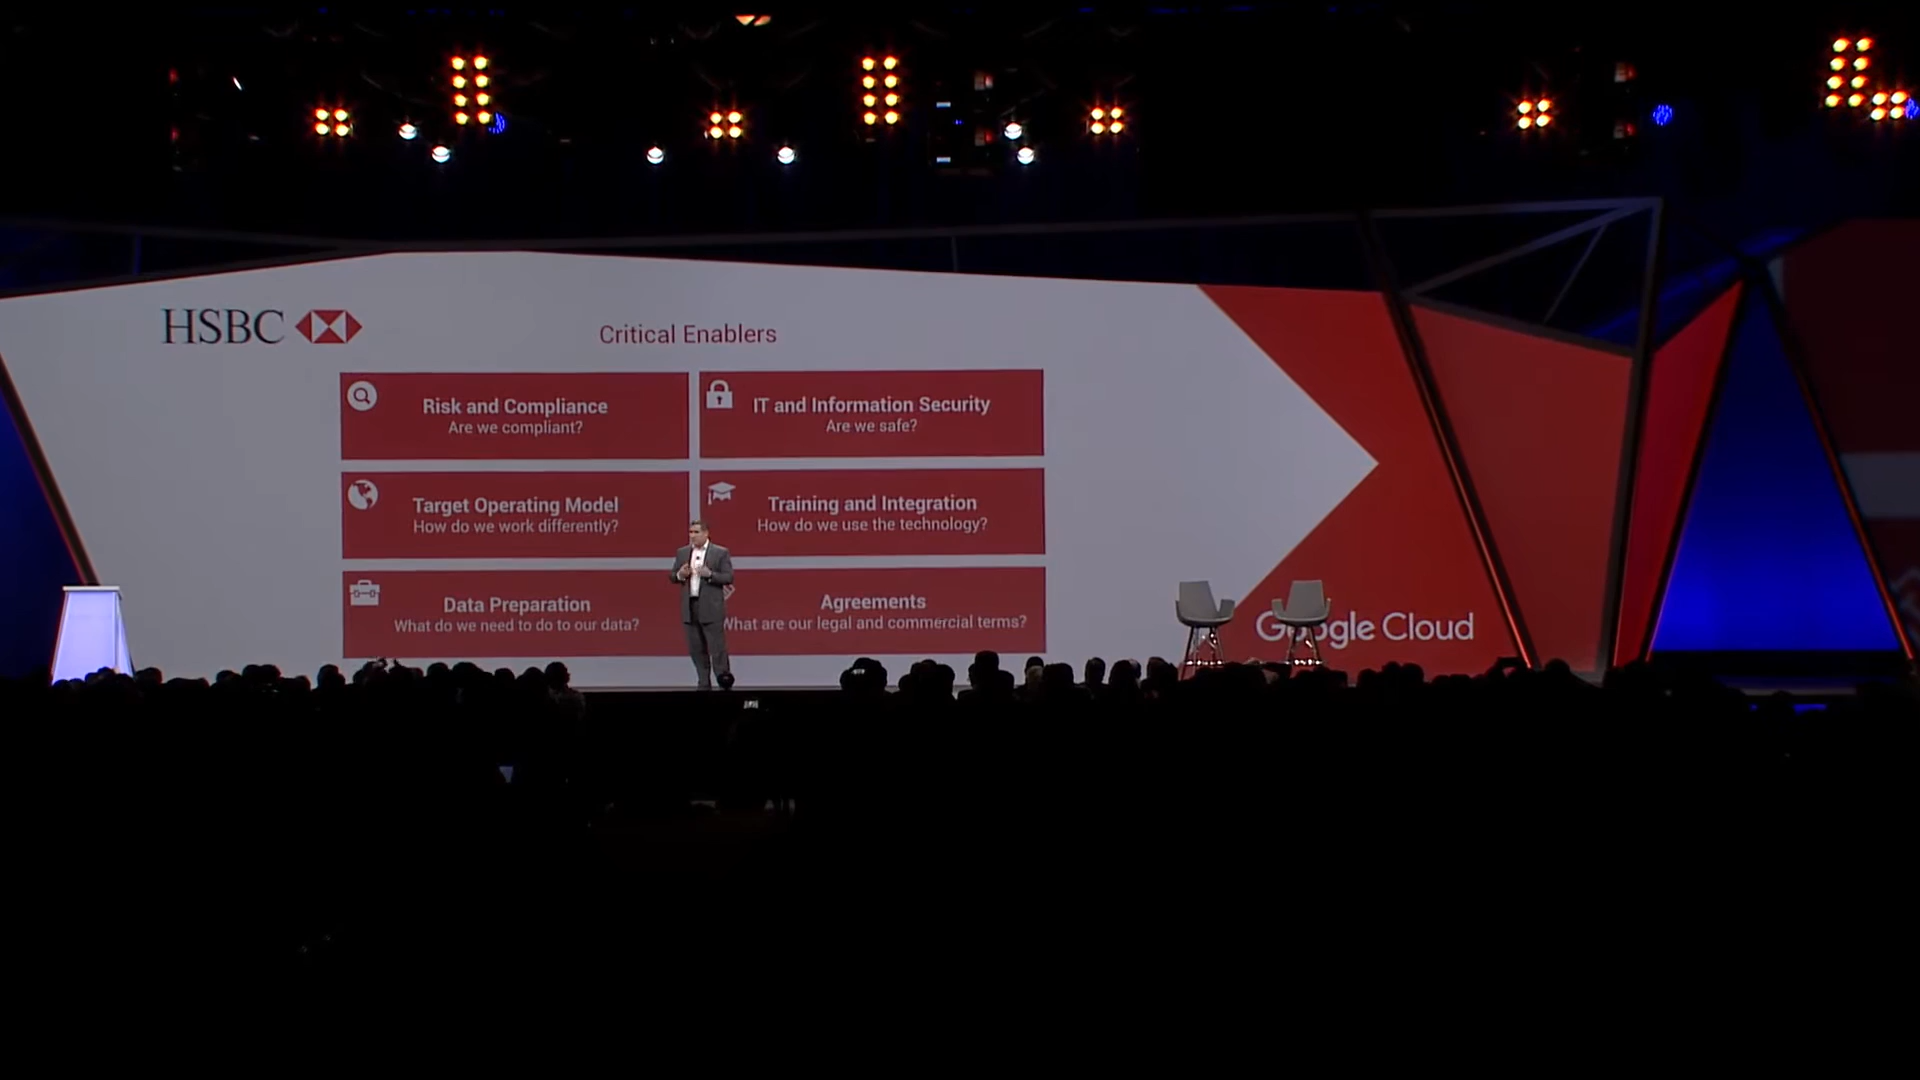 HSBC
Critical Enablers
Risk and Compliance
Are we compliant?
IT and Information Security
Are we safe?
Target Operating Model
How do we work differently?
Training and Integration
How do we use the technology?
Data Preparation
What do we need to do to our data?
Agreements
What are our legal and commercial terms?
Google Cloud